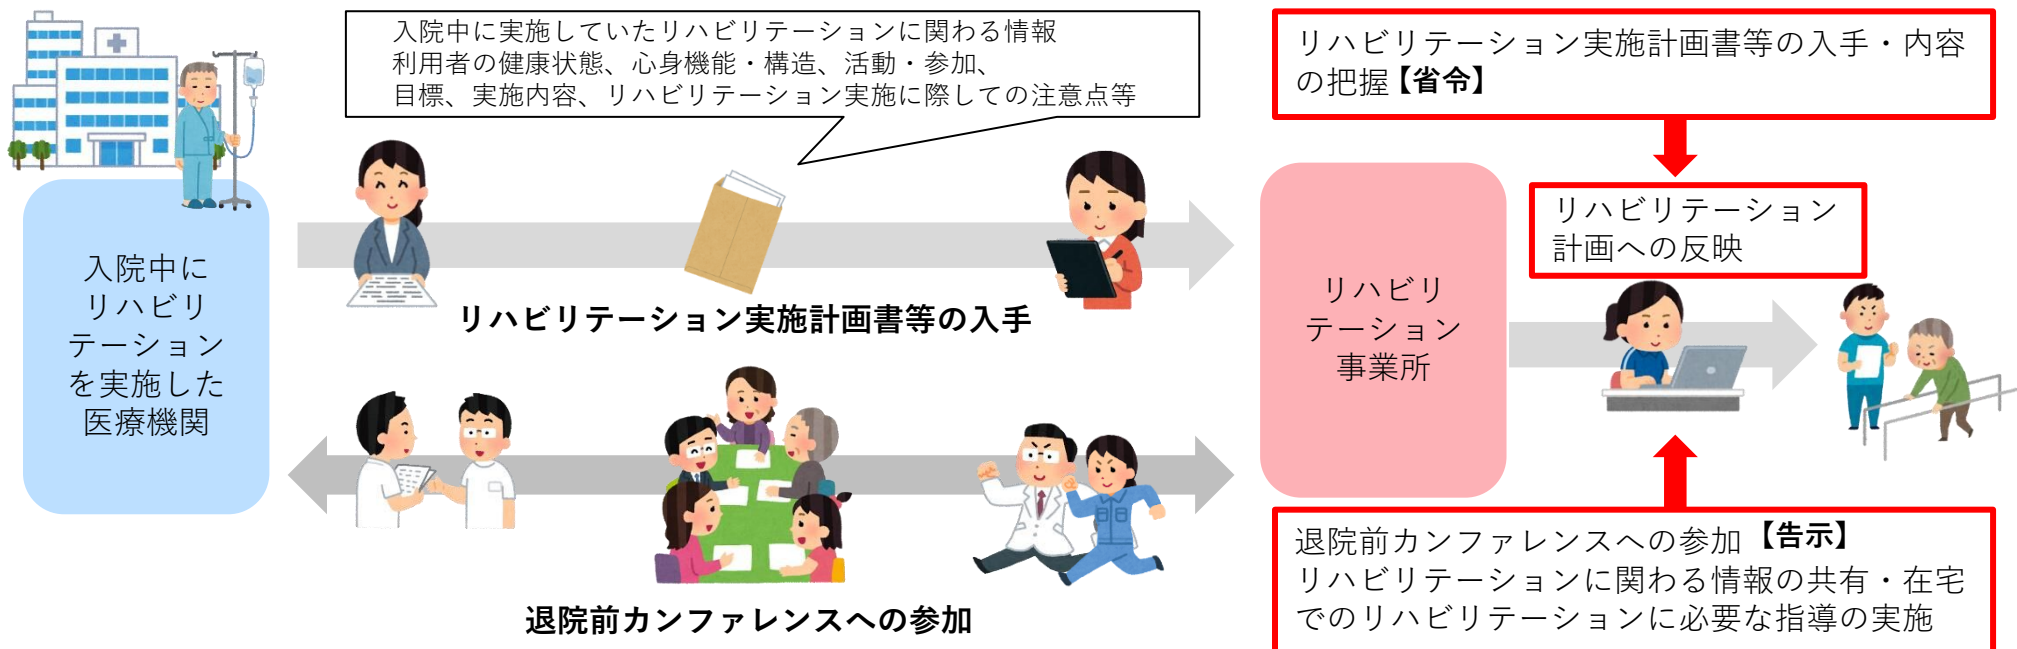 入院中に実施していたリハビリテーションに関わる情報
利用者の健康状態、心身機能・構造、活動・参加、
目標、実施内容、リハビリテーション実施に際しての注意点等
リハビリテーション実施計画書等の入手・内容
の把握【省令】
リハビリテーション
計画への反映
入院中に
リハビリ
テーション
を実施した
医療機関
リハビリテーション実施計画書等の入手
リハビリ
テーション
事業所
退院前カンファレンスへの参加
退院前カンファレンスへの参加【告示】
リハビリテーションに関わる情報の共有・在宅
でのリハビリテーションに必要な指導の実施